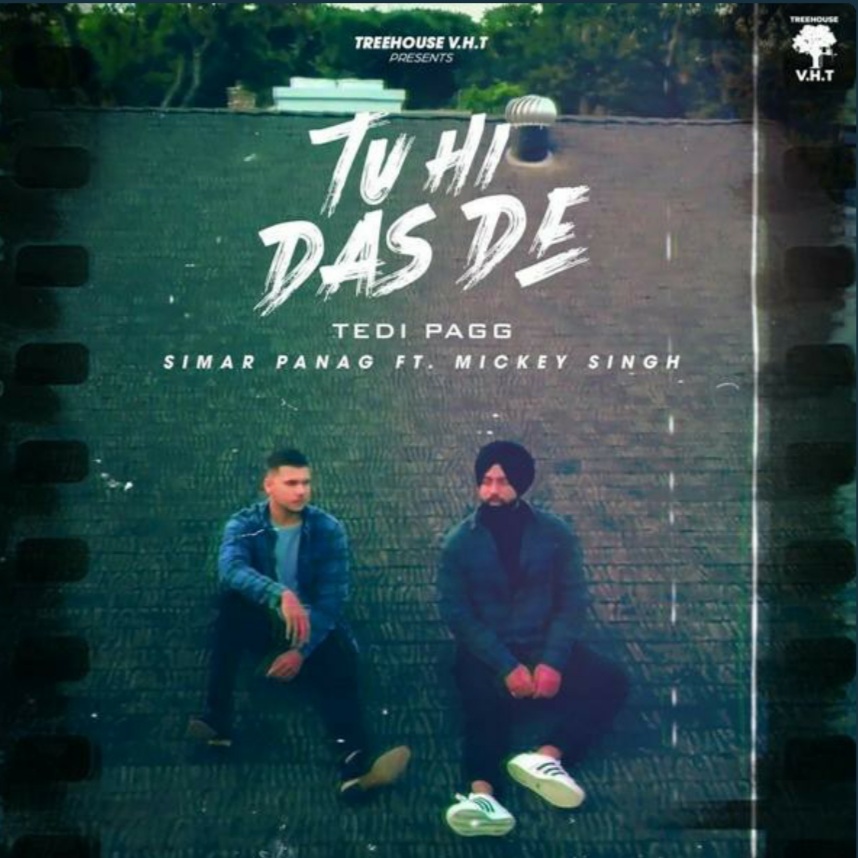 TREEHOUSE V.H.T
PRESENTS
TREEHOUSE
V.H.T
TU HI
DAS DE
TEDI PAGG
SIMAR PANAG FT. MICKEY SINGH